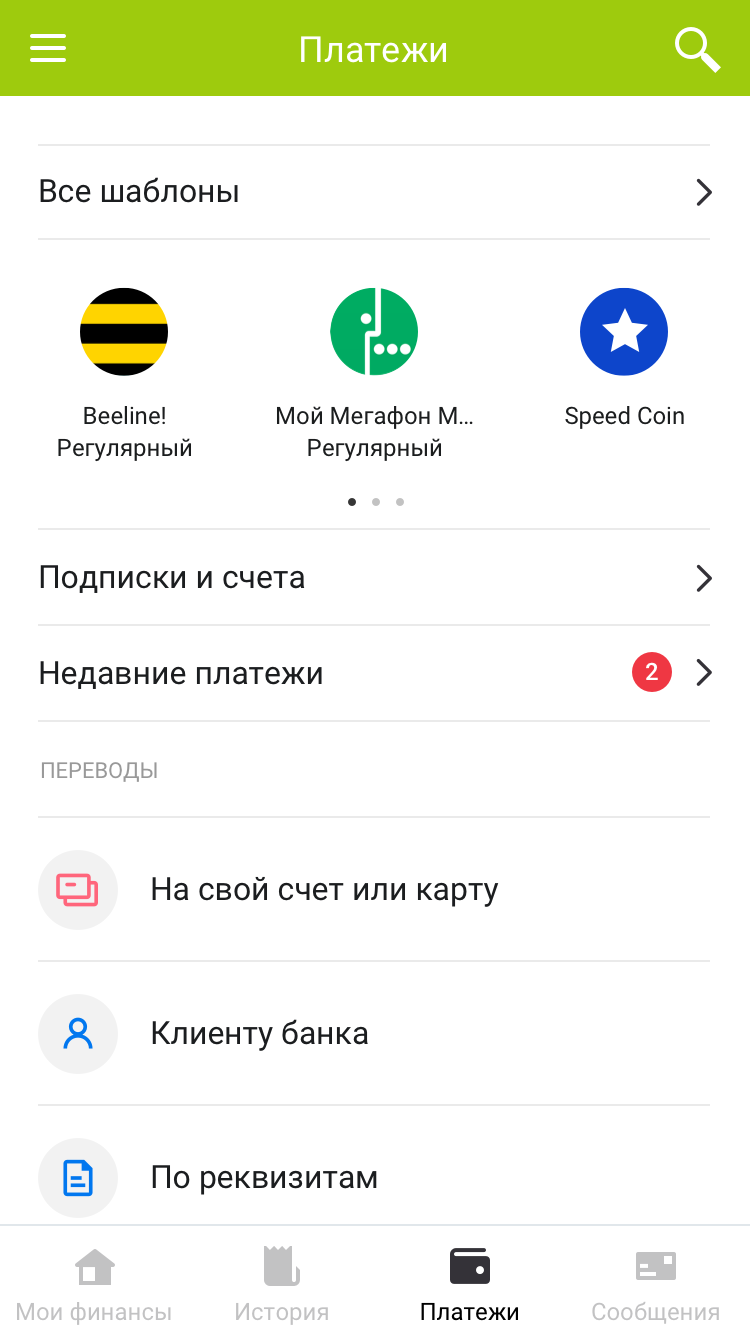 Платежи
Все шаблоны
Beeline!
Регулярный
Мой Мегафон М...
Регулярный
Speed Coin
Подписки и счета
Недавние платежи
2
ПЕРЕВОДЫ
На свой счет или карту
Клиенту банка
По реквизитам
Мои финансы
История
Платежи
Сообщения